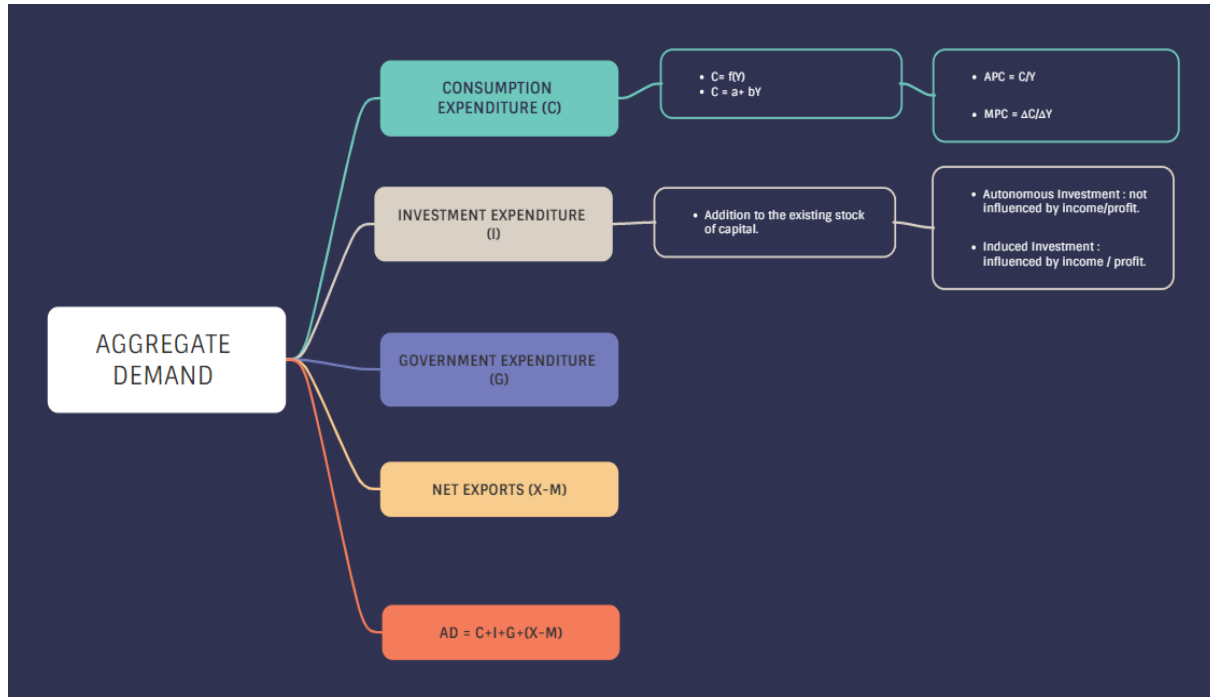 CONSUMPTION
EXPENDITURE (C)
• C= f(Y)
• C = a+ bY
• APC = C/Y
• MPC = ΔC/ΔY
INVESTMENT EXPENDITURE
(I)
• Addition to the existing stock
of capital.
• Autonomous Investment : not
influenced by income/profit.
• Induced Investment :
influenced by income / profit.
AGGREGATE
DEMAND
GOVERNMENT EXPENDITURE
(G)
NET EXPORTS (X-M)
AD = C+I+G+(X-M)